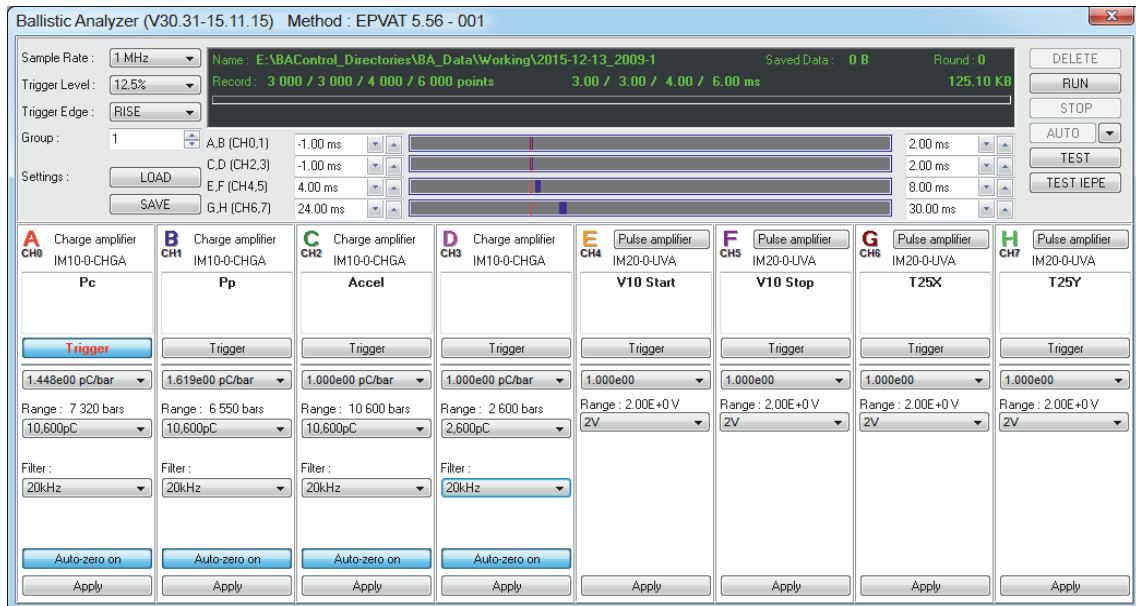 Ballistic Analyzer (V30.31-15.11.15) Method : EPVAT 5.56 - 001
Sample Rate : 1 MHz
Trigger Level : 12.5%
Trigger Edge : RISE
Group : 1
Settings : LOAD
SAVE
Name : E:\BAControl_Directories\BA_Data\Working\2015-12-13_2009-1 Saved Data : 0 B Round : 0
Record : 3 000 / 3 000 / 4 000 / 6 000 points 3.00 / 3.00 / 4.00 / 6.00 ms 125.10 KB
A,B (CH0,1) -1.00 ms 2.00 ms
C,D (CH2,3) -1.00 ms 2.00 ms
E,F (CH4,5) 4.00 ms 8.00 ms
G,H (CH6,7) 24.00 ms 30.00 ms
DELETE
RUN
STOP
AUTO
TEST
TEST IEPE
A CH0 Charge amplifier
IM10-0-CHGA
Pc
Trigger
1.448e00 pC/bar
Range : 7 320 bars
10,600pC
Filter :
20kHz
Auto-zero on
Apply
B CH1 Charge amplifier
IM10-0-CHGA
Pp
Trigger
1.619e00 pC/bar
Range : 6 550 bars
10,600pC
Filter :
20kHz
Auto-zero on
Apply
C CH2 Charge amplifier
IM10-0-CHGA
Accel
Trigger
1.000e00 pC/bar
Range : 10 600 bars
10,600pC
Filter :
20kHz
Auto-zero on
Apply
D CH3 Charge amplifier
IM10-0-CHGA
Trigger
1.000e00 pC/bar
Range : 2 600 bars
2,600pC
Filter :
20kHz
Auto-zero on
Apply
E CH4 Pulse amplifier
IM20-0-UVA
V10 Start
Trigger
1.000e00
Range : 2.00E+0 V
2V
Apply
F CH5 Pulse amplifier
IM20-0-UVA
V10 Stop
Trigger
1.000e00
Range : 2.00E+0 V
2V
Apply
G CH6 Pulse amplifier
IM20-0-UVA
T25X
Trigger
1.000e00
Range : 2.00E+0 V
2V
Apply
H CH7 Pulse amplifier
IM20-0-UVA
T25Y
Trigger
1.000e00
Range : 2.00E+0 V
2V
Apply